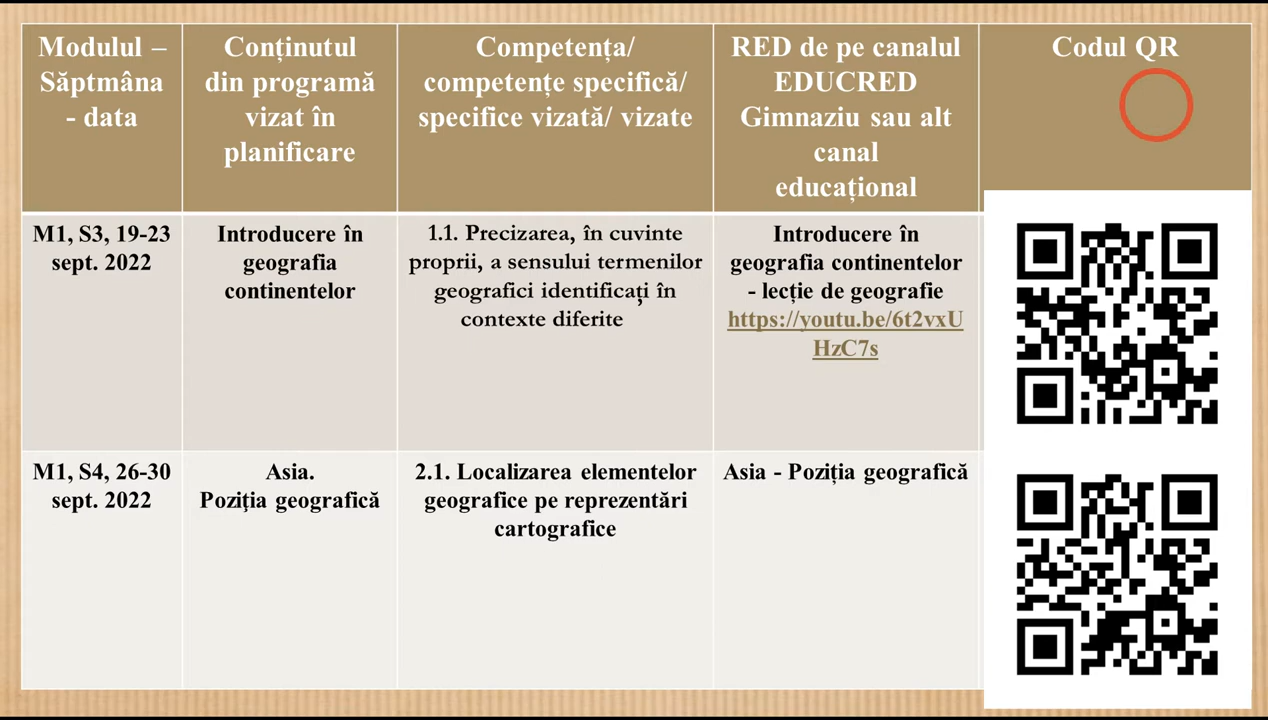 Modulul –
Săptmâna
- data
Conținutul
din programă
vizat în
planificare
Competența/
competențe specifică/
specifice vizată/ vizate
RED de pe canalul
EDUCRED
Gimnaziu sau alt
canal
educațional
Codul QR
M1, S3, 19-23
sept. 2022
Introducere în
geografia
continentelor
1.1. Precizarea, în cuvinte
proprii, a sensului termenilor
geografici identificați în
contexte diferite
Introducere în
geografia continentelor
- lecție de geografie
https://youtu.be/6t2vxU
HzC7s
M1, S4, 26-30
sept. 2022
Asia.
Poziţia geografică
2.1. Localizarea elementelor
geografice pe reprezentări
cartografice
Asia - Poziția geografică